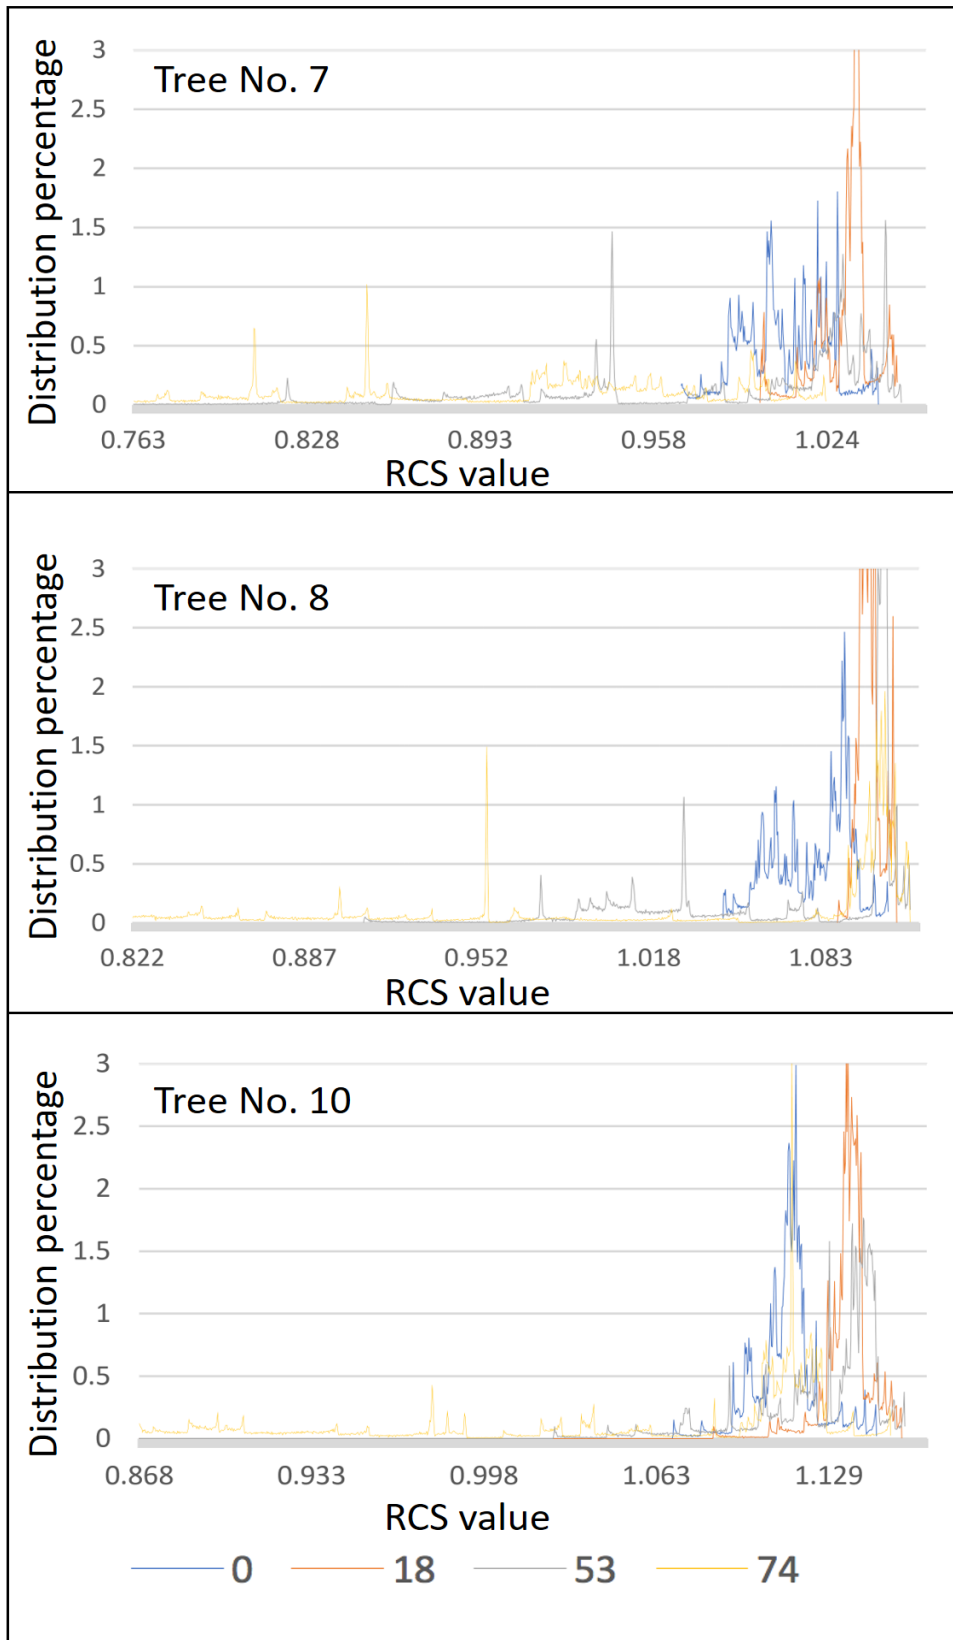 Distribution percentage
Tree No. 7
3
2.5
2
1.5
1
0.5
0
0.763 0.828 0.893 0.958 1.024
RCS value
Distribution percentage
Tree No. 8
3
2.5
2
1.5
1
0.5
0
0.822 0.887 0.952 1.018 1.083
RCS value
Distribution percentage
Tree No. 10
3
2.5
2
1.5
1
0.5
0
0.868 0.933 0.998 1.063 1.129
RCS value
0 18 53 74